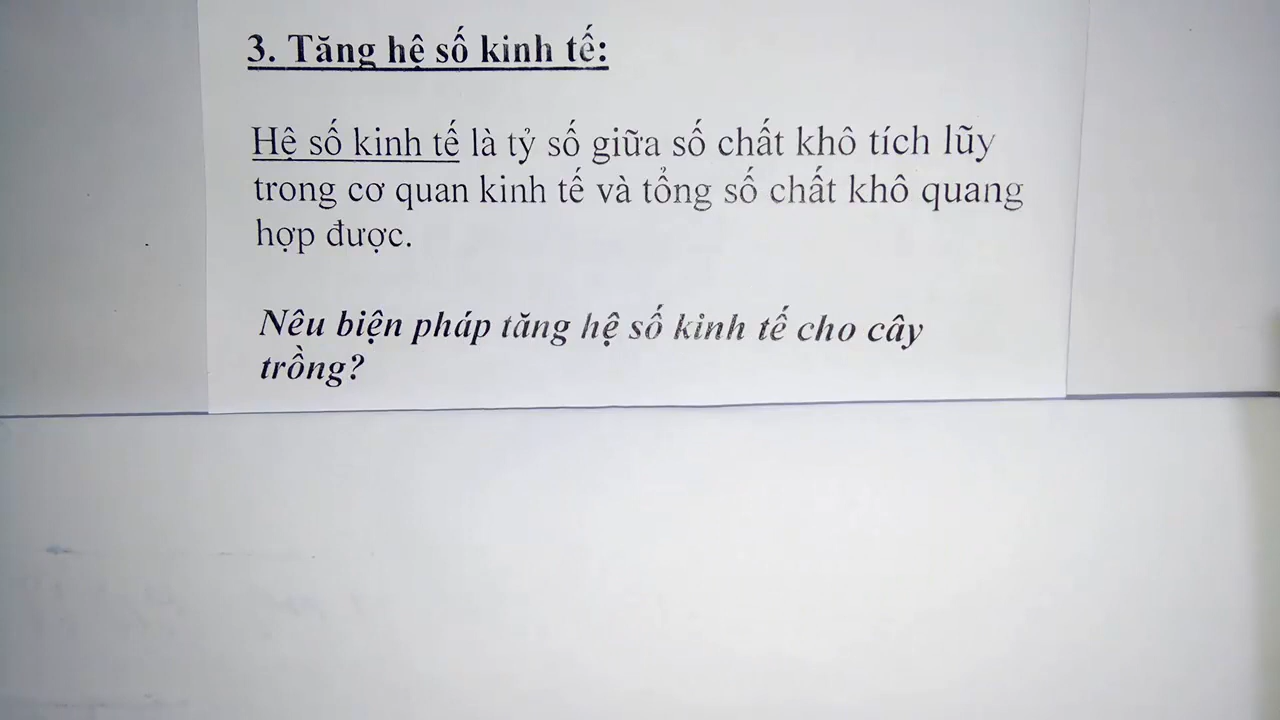 3. Tăng hệ số kinh tế:
Hệ số kinh tế là tỷ số giữa số chất khô tích lũy
trong cơ quan kinh tế và tổng số chất khô quang
hợp được.
Nêu biện pháp tăng hệ số kinh tế cho cây
trồng?